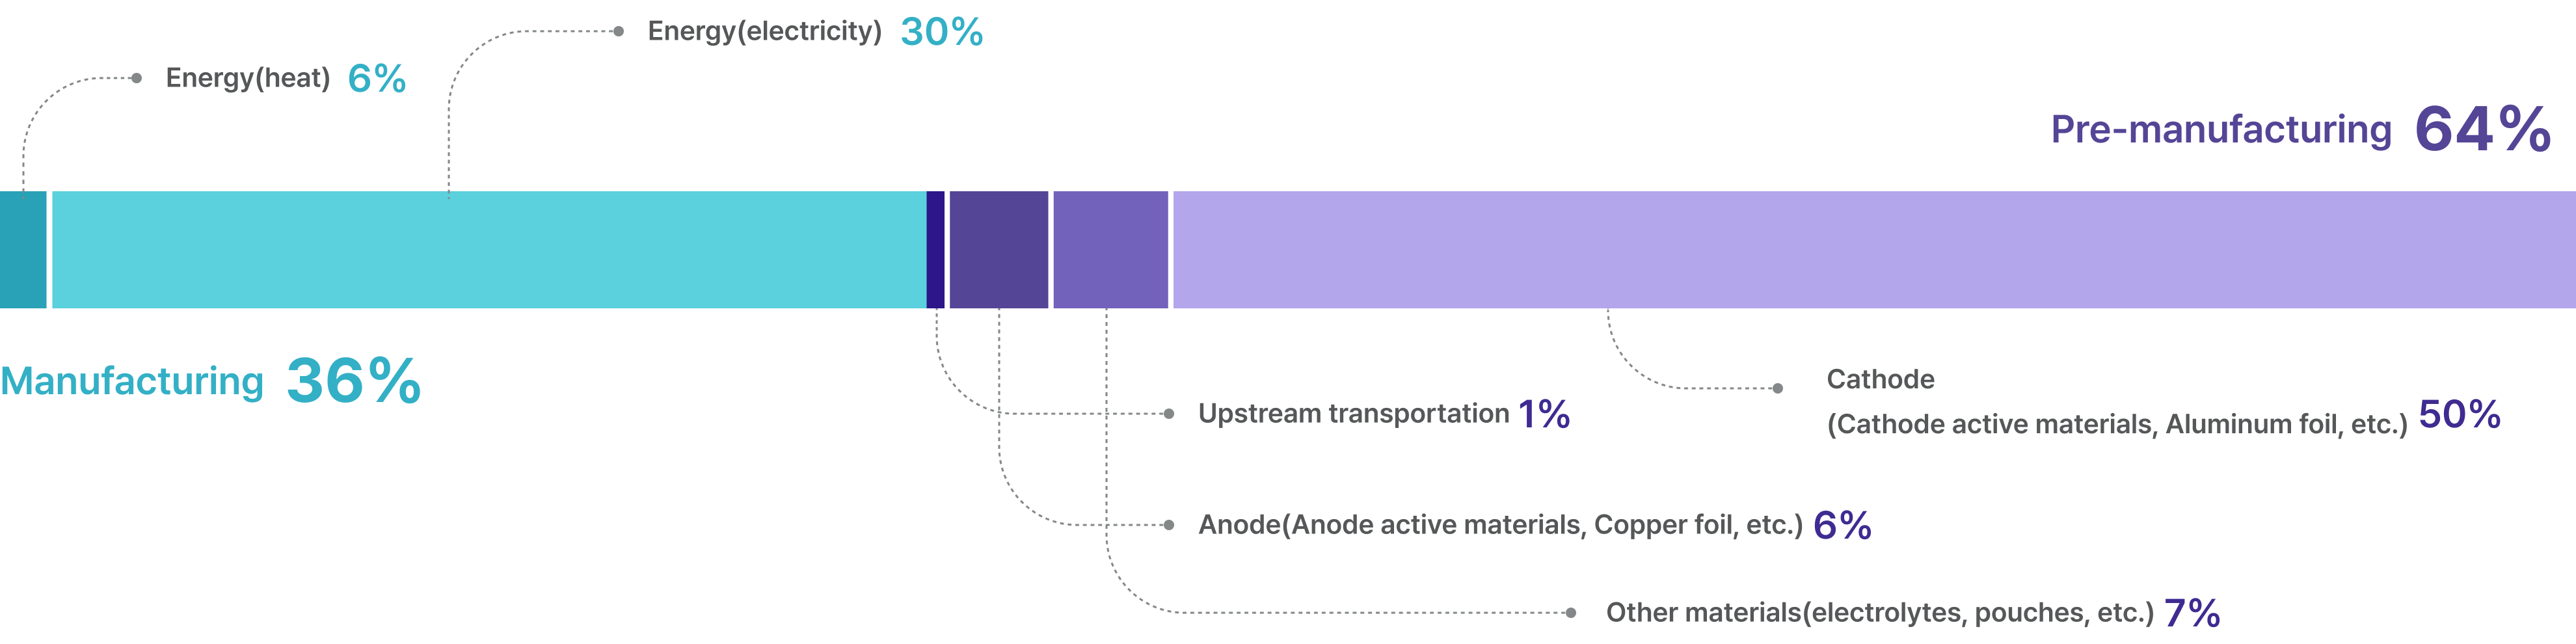 Energy(electricity) 30%
Energy(heat) 6%
Pre-manufacturing 64%
Manufacturing 36%
Cathode
(Cathode active materials, Aluminum foil, etc.) 50%
Upstream transportation 1%
Anode(Anode active materials, Copper foil, etc.) 6%
Other materials(electrolytes, pouches, etc.) 7%